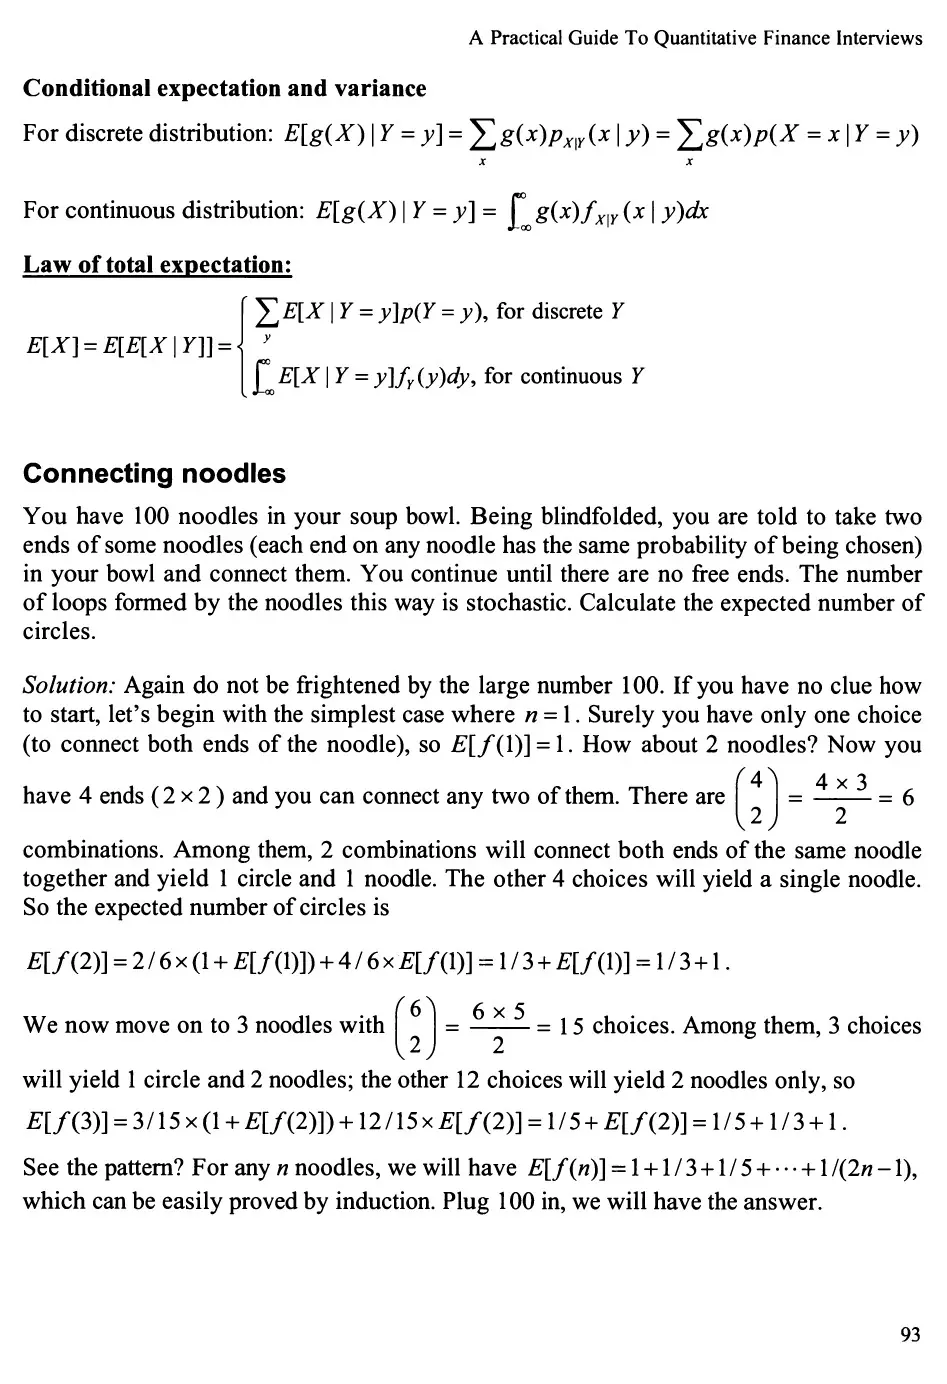 A Practical Guide To Quantitative Finance Interviews
Conditional expectation and variance
For discrete distribution: E[g(X) | Y = y] = ∑_x g(x)p_{X|Y}(x | y) = ∑_x g(x)p(X = x | Y = y)
For continuous distribution: E[g(X) | Y = y] = ∫_{-∞}^{∞} g(x)f_{X|Y}(x | y)dx
Law of total expectation:
E[X] = E[E[X | Y]] = { ∑_y E[X | Y = y]p(Y = y), for discrete Y
∫_{-∞}^{∞} E[X | Y = y]f_Y(y)dy, for continuous Y
Connecting noodles
You have 100 noodles in your soup bowl. Being blindfolded, you are told to take two
ends of some noodles (each end on any noodle has the same probability of being chosen)
in your bowl and connect them. You continue until there are no free ends. The number
of loops formed by the noodles this way is stochastic. Calculate the expected number of
circles.
Solution: Again do not be frightened by the large number 100. If you have no clue how
to start, let's begin with the simplest case where n = 1. Surely you have only one choice
(to connect both ends of the noodle), so E[f(1)] = 1. How about 2 noodles? Now you
have 4 ends (2 × 2) and you can connect any two of them. There are (4 2) = 4 × 3 / 2 = 6
combinations. Among them, 2 combinations will connect both ends of the same noodle
together and yield 1 circle and 1 noodle. The other 4 choices will yield a single noodle.
So the expected number of circles is
E[f(2)] = 2/6 × (1 + E[f(1)]) + 4/6 × E[f(1)] = 1/3 + E[f(1)] = 1/3 + 1.
We now move on to 3 noodles with (6 2) = 6 × 5 / 2 = 15 choices. Among them, 3 choices
will yield 1 circle and 2 noodles; the other 12 choices will yield 2 noodles only, so
E[f(3)] = 3/15 × (1 + E[f(2)]) + 12/15 × E[f(2)] = 1/5 + E[f(2)] = 1/5 + 1/3 + 1.
See the pattern? For any n noodles, we will have E[f(n)] = 1 + 1/3 + 1/5 + ··· + 1/(2n − 1),
which can be easily proved by induction. Plug 100 in, we will have the answer.
93